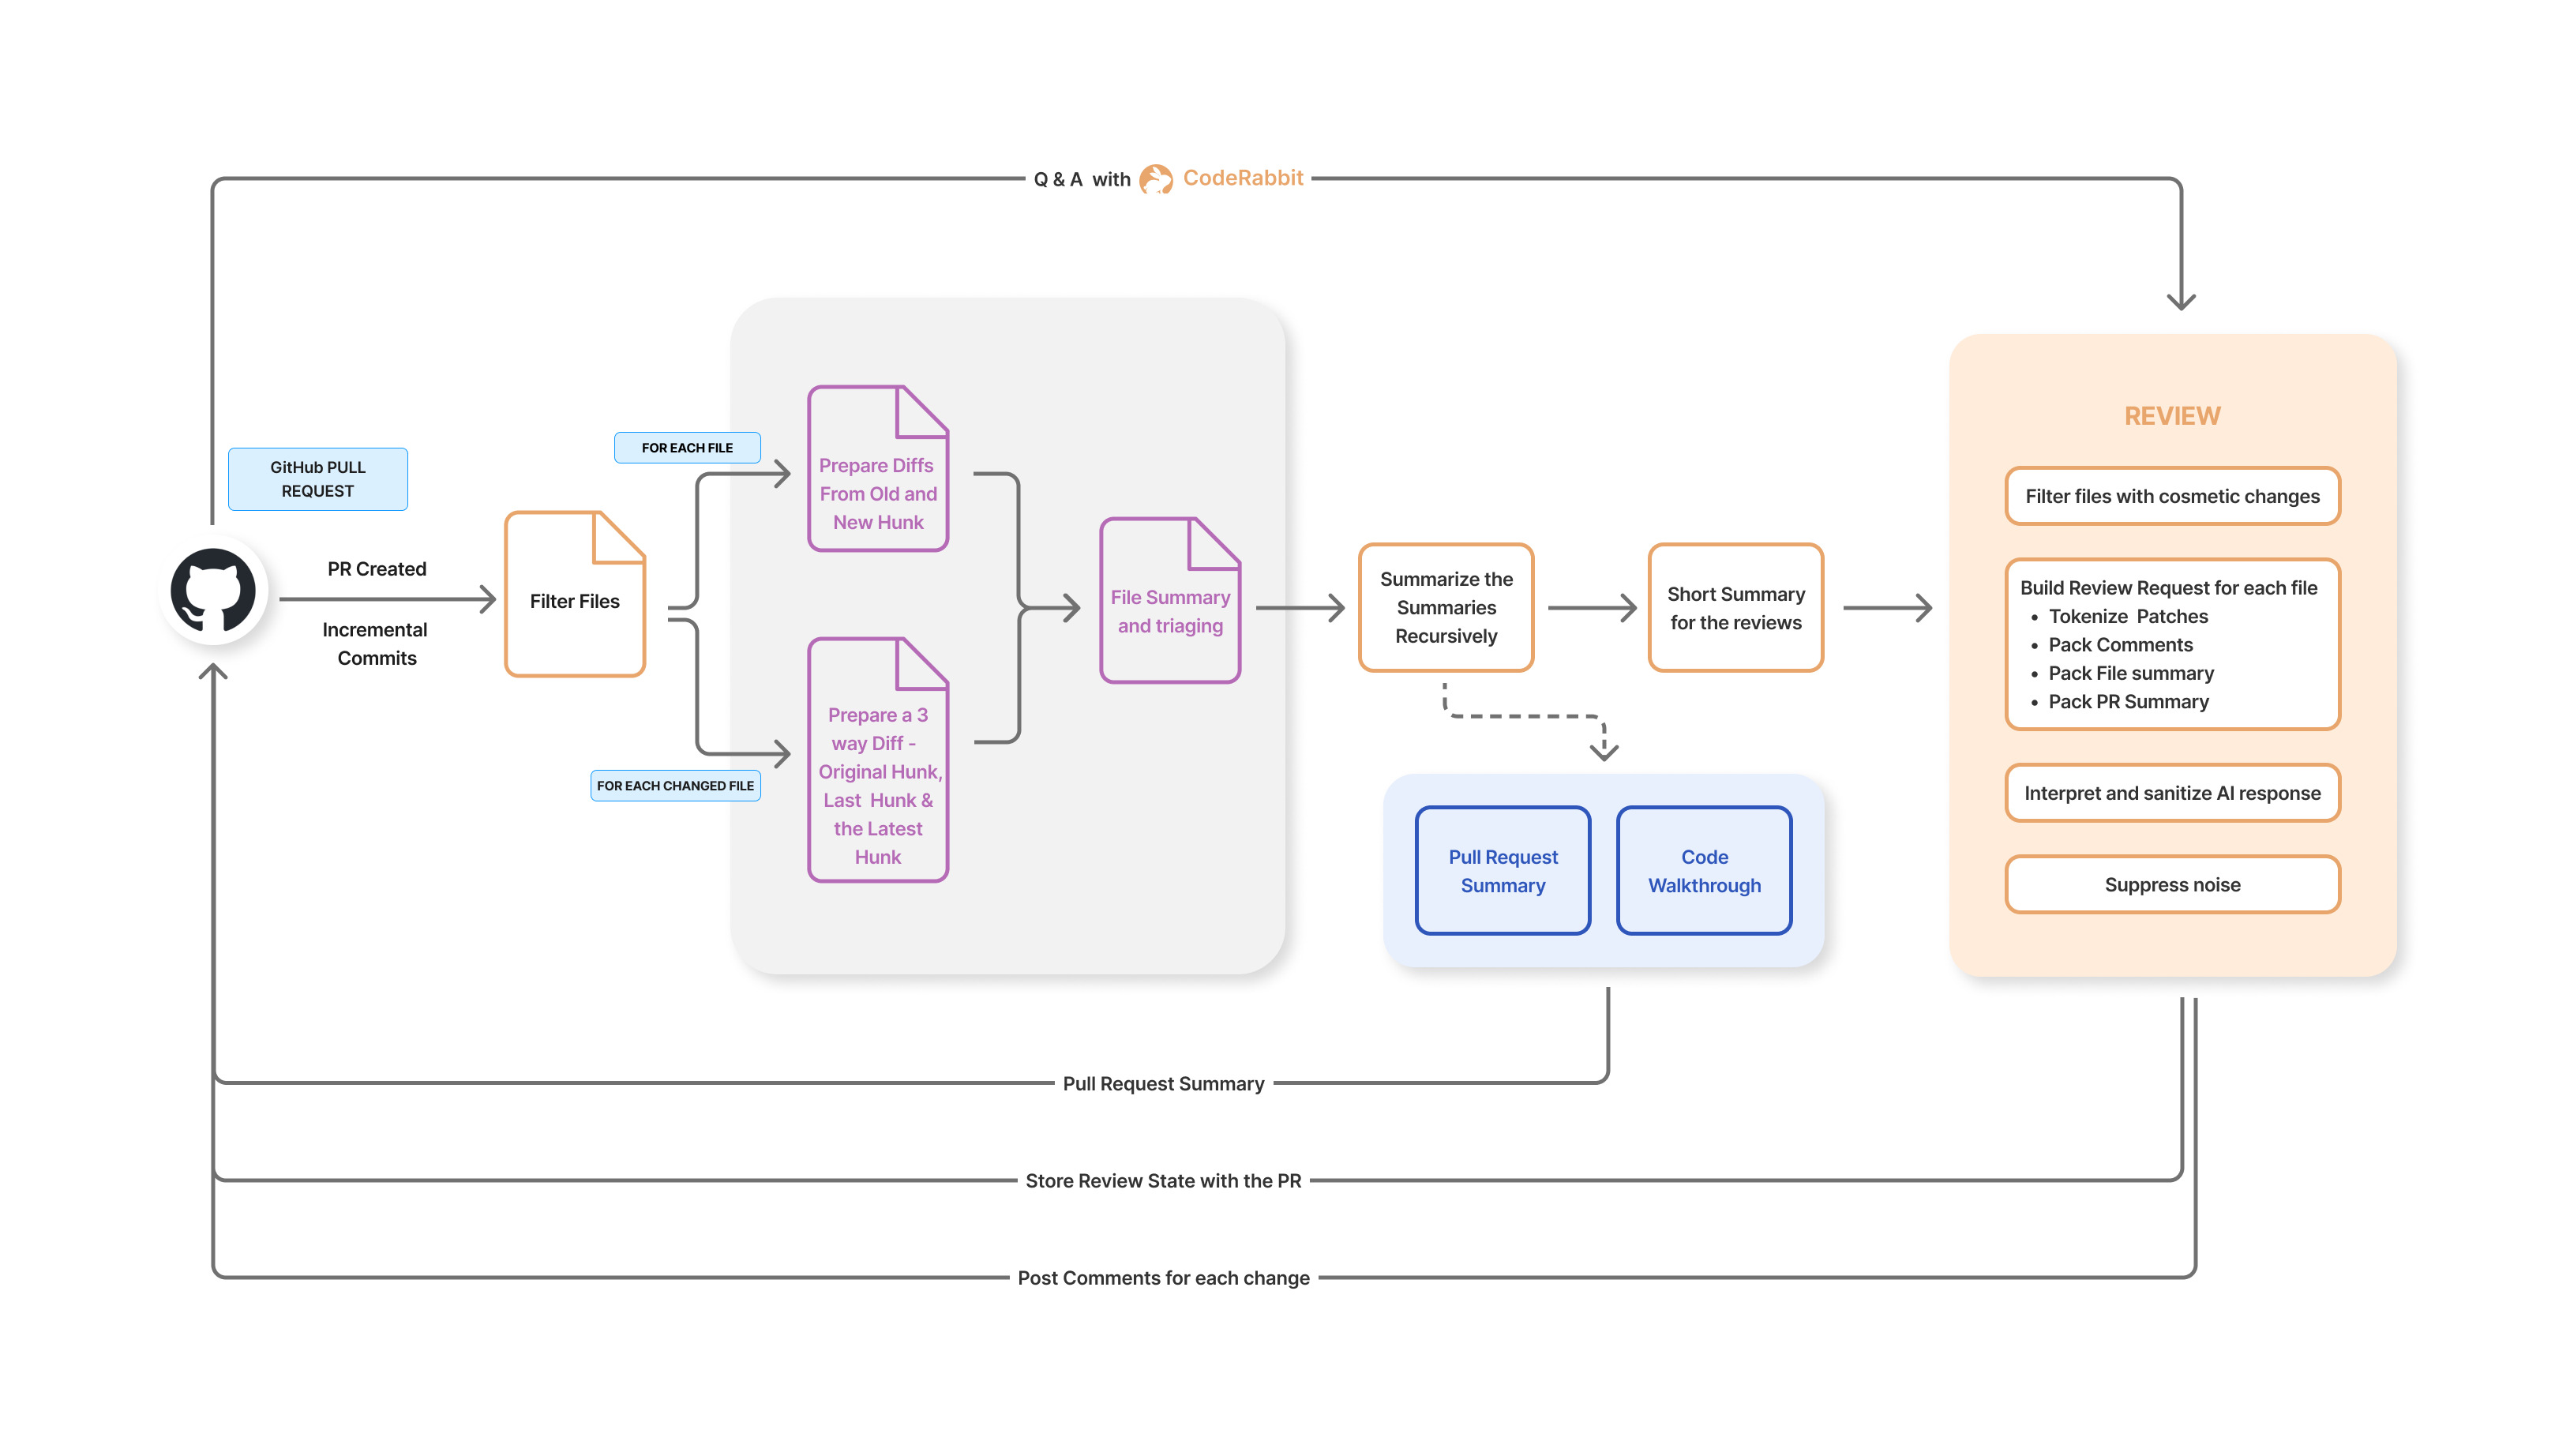 Q & A with CodeRabbit
GitHub PULL
REQUEST
PR Created
Incremental
Commits
Filter Files
FOR EACH FILE
FOR EACH CHANGED FILE
Prepare Diffs
From Old and
New Hunk
Prepare a 3
way Diff -
Original Hunk,
Last Hunk &
the Latest
Hunk
File Summary
and triaging
Summarize the
Summaries
Recursively
Short Summary
for the reviews
Pull Request
Summary
Code
Walkthrough
REVIEW
Filter files with cosmetic changes
Build Review Request for each file
• Tokenize Patches
• Pack Comments
• Pack File summary
• Pack PR Summary
Interpret and sanitize AI response
Suppress noise
Pull Request Summary
Store Review State with the PR
Post Comments for each change